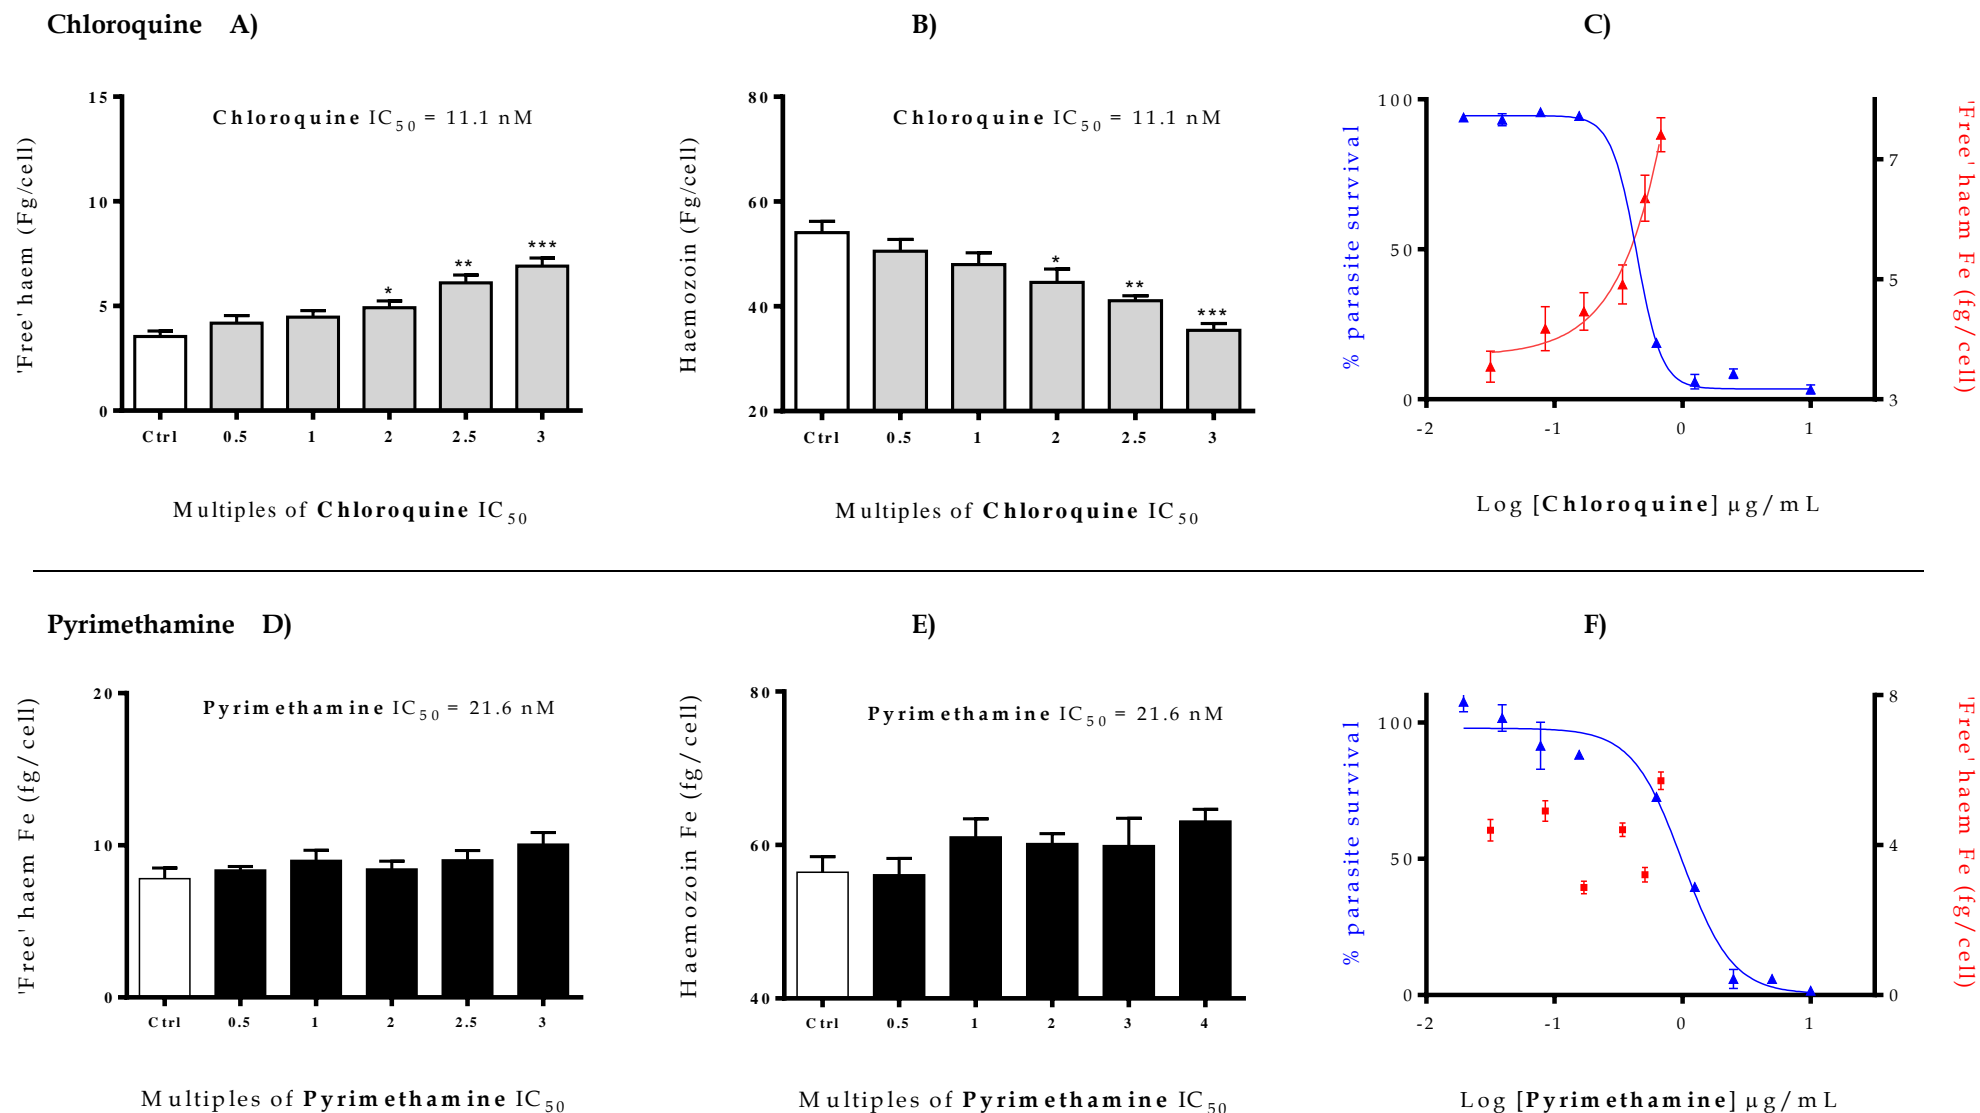 Chloroquine A)
B)
C)
15
10
5
0
'Free' haem (Fg/cell)
Chloroquine IC50 = 11.1 nM
*
**
***
Ctrl 0.5 1 2 2.5 3
Multiples of Chloroquine IC50
80
60
40
20
Haemozoin (Fg/cell)
Chloroquine IC50 = 11.1 nM
*
**
***
Ctrl 0.5 1 2 2.5 3
Multiples of Chloroquine IC50
100
50
0
% parasite survival
7
5
3
'Free' haem Fe (fg/cell)
-2 -1 0 1
Log [Chloroquine] µg/mL
Pyrimethamine D)
E)
F)
20
10
0
'Free' haem Fe (fg/cell)
Pyrimethamine IC50 = 21.6 nM
Ctrl 0.5 1 2 2.5 3
Multiples of Pyrimethamine IC50
80
60
40
Haemozoin Fe (fg/cell)
Pyrimethamine IC50 = 21.6 nM
Ctrl 0.5 1 2 3 4
Multiples of Pyrimethamine IC50
100
50
0
% parasite survival
8
4
0
'Free' haem Fe (fg/cell)
-2 -1 0 1
Log [Pyrimethamine] µg/mL